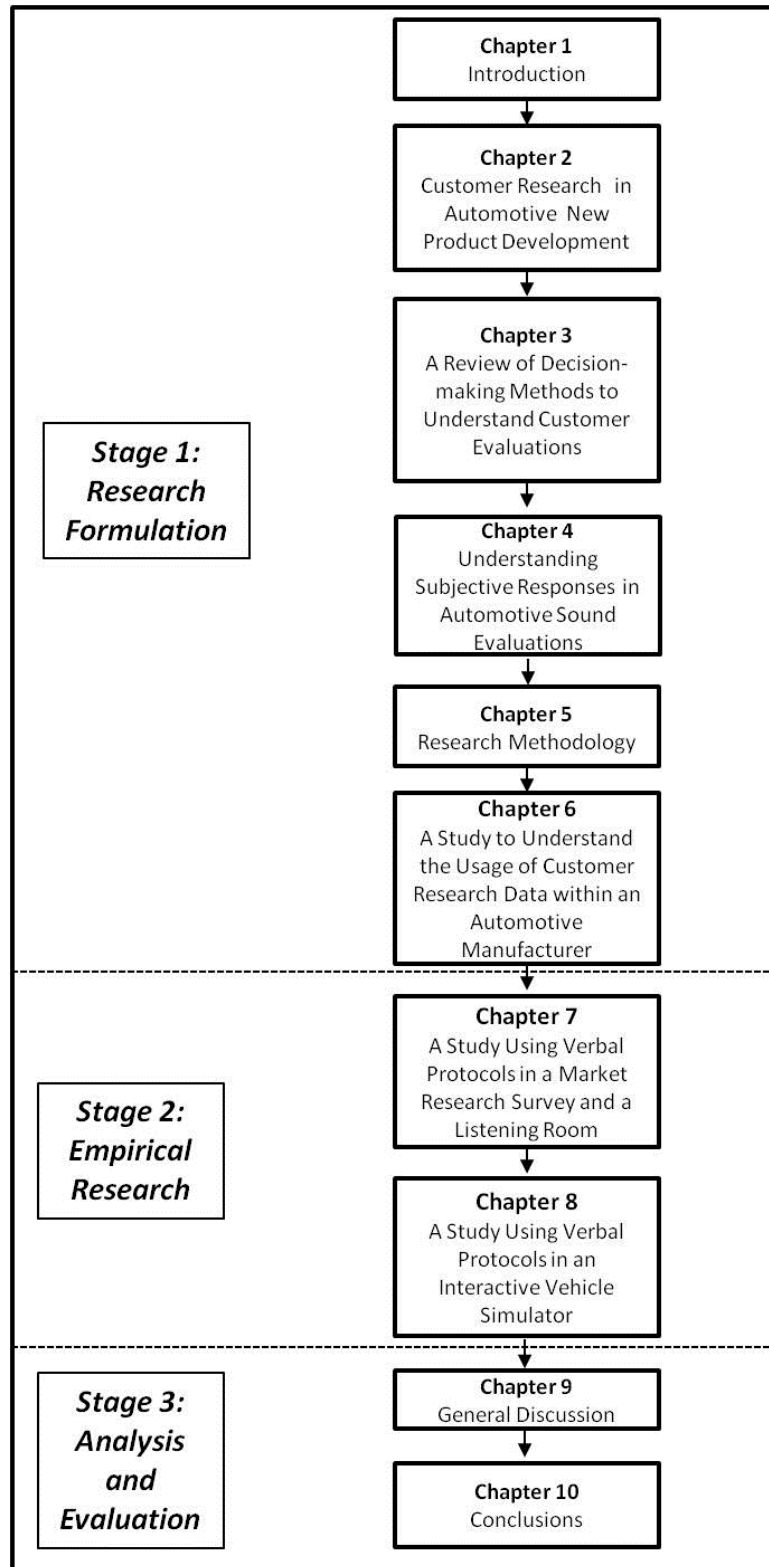 Chapter 1
Introduction
Chapter 2
Customer Research in
Automotive New
Product Development
Chapter 3
A Review of Decision-
making Methods to
Understand Customer
Evaluations
Stage 1:
Research
Formulation
Chapter 4
Understanding
Subjective Responses in
Automotive Sound
Evaluations
Chapter 5
Research Methodology
Chapter 6
A Study to Understand
the Usage of Customer
Research Data within an
Automotive
Manufacturer
Stage 2:
Empirical
Research
Chapter 7
A Study Using Verbal
Protocols in a Market
Research Survey and a
Listening Room
Chapter 8
A Study Using Verbal
Protocols in an
Interactive Vehicle
Simulator
Stage 3:
Analysis
and
Evaluation
Chapter 9
General Discussion
Chapter 10
Conclusions